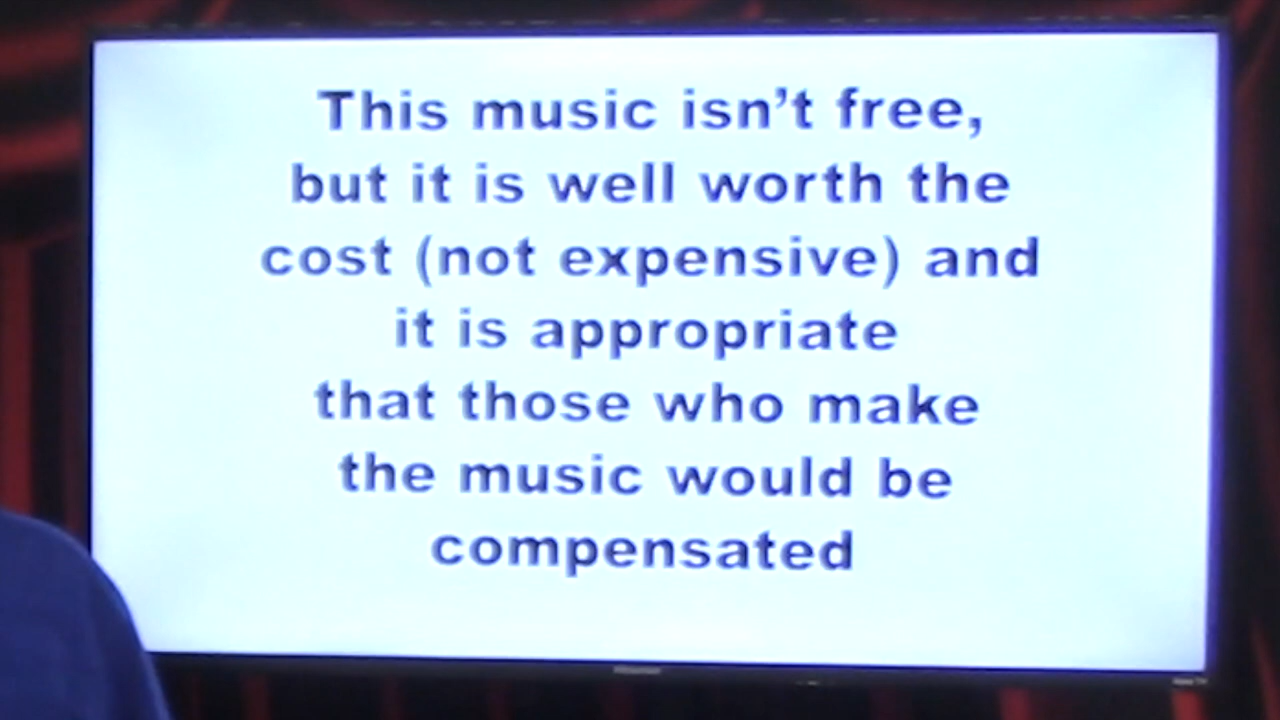 This music isn't free,
but it is well worth the
cost (not expensive) and
it is appropriate
that those who make
the music would be
compensated